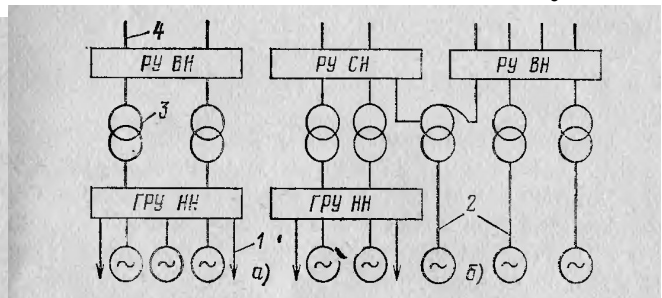 4
РУ ВН РУ СН РУ ВН
3
ГРУ НН ГРУ НН 2
1
~ ~ ~ а) ~ ~ ~ б) ~ ~